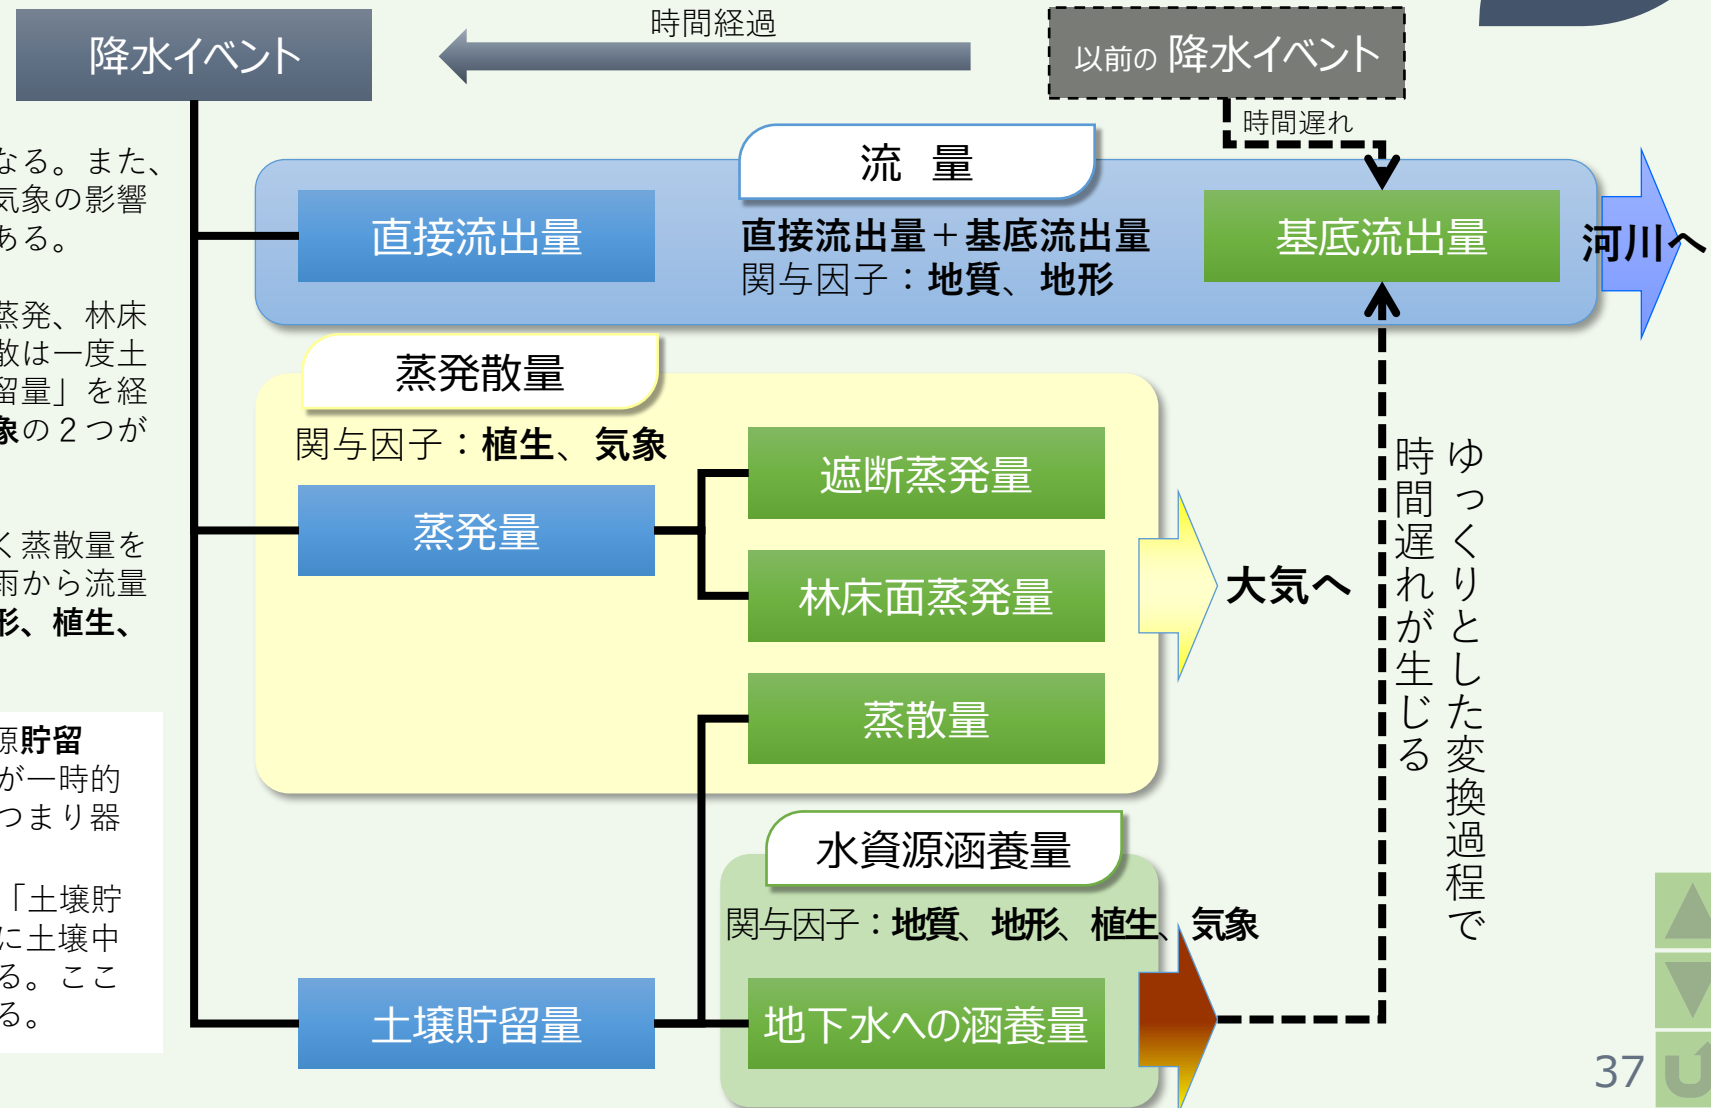 降水イベント
時間経過
以前の 降水イベント
時間遅れ
なる。また、
気象の影響
ある。
蒸発、林床
散は一度土
留量」を経
象の２つが
く蒸散量を
雨から流量
形、植生、
源貯留
が一時的
つまり器
「土壌貯
に土壌中
る。ここ
る。
流 量
直接流出量
直接流出量＋基底流出量
関与因子：地質、地形
基底流出量
河川へ
蒸発散量
関与因子：植生、気象
蒸発量
遮断蒸発量
林床面蒸発量
蒸散量
大気へ
ゆっくりとした変換過程で
時間遅れが生じる
水資源涵養量
関与因子：地質、地形、植生、気象
土壌貯留量
地下水への涵養量
37